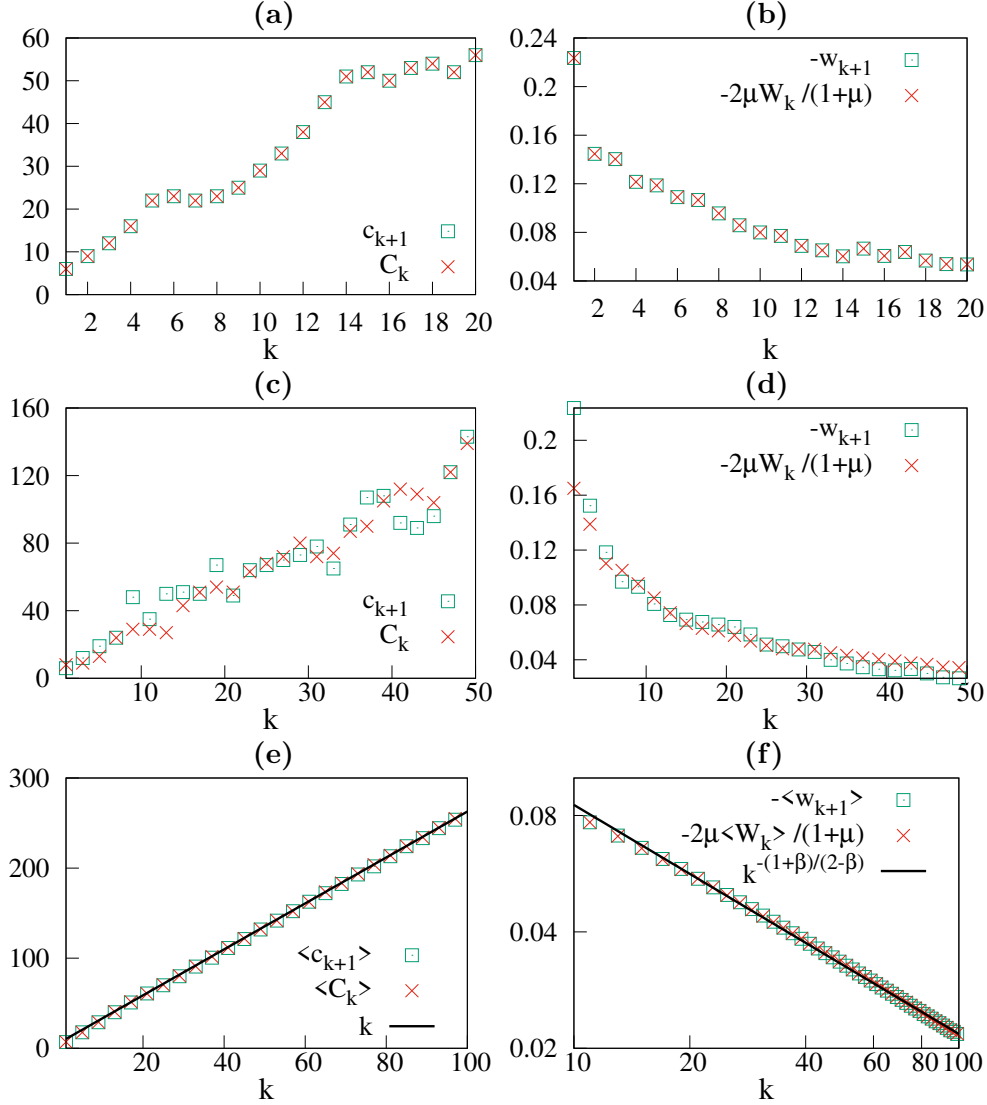 (a)
60
50
40
30
20
10
0
c_{k+1}
C_k
2 4 6 8 10 12 14 16 18 20
k
(b)
0.24
0.2
0.16
0.12
0.08
0.04
-w_{k+1}
-2μW_k /(1+μ)
2 4 6 8 10 12 14 16 18 20
k
(c)
160
120
80
40
0
c_{k+1}
C_k
10 20 30 40 50
k
(d)
0.2
0.16
0.12
0.08
0.04
-w_{k+1}
-2μW_k /(1+μ)
10 20 30 40 50
k
(e)
300
200
100
0
<c_{k+1}>
<C_k>
k
20 40 60 80 100
k
(f)
0.08
0.04
0.02
-<w_{k+1}>
-2μ<W_k> /(1+μ)
k^{-(1+β)/(2-β)}
10 20 40 60 80 100
k